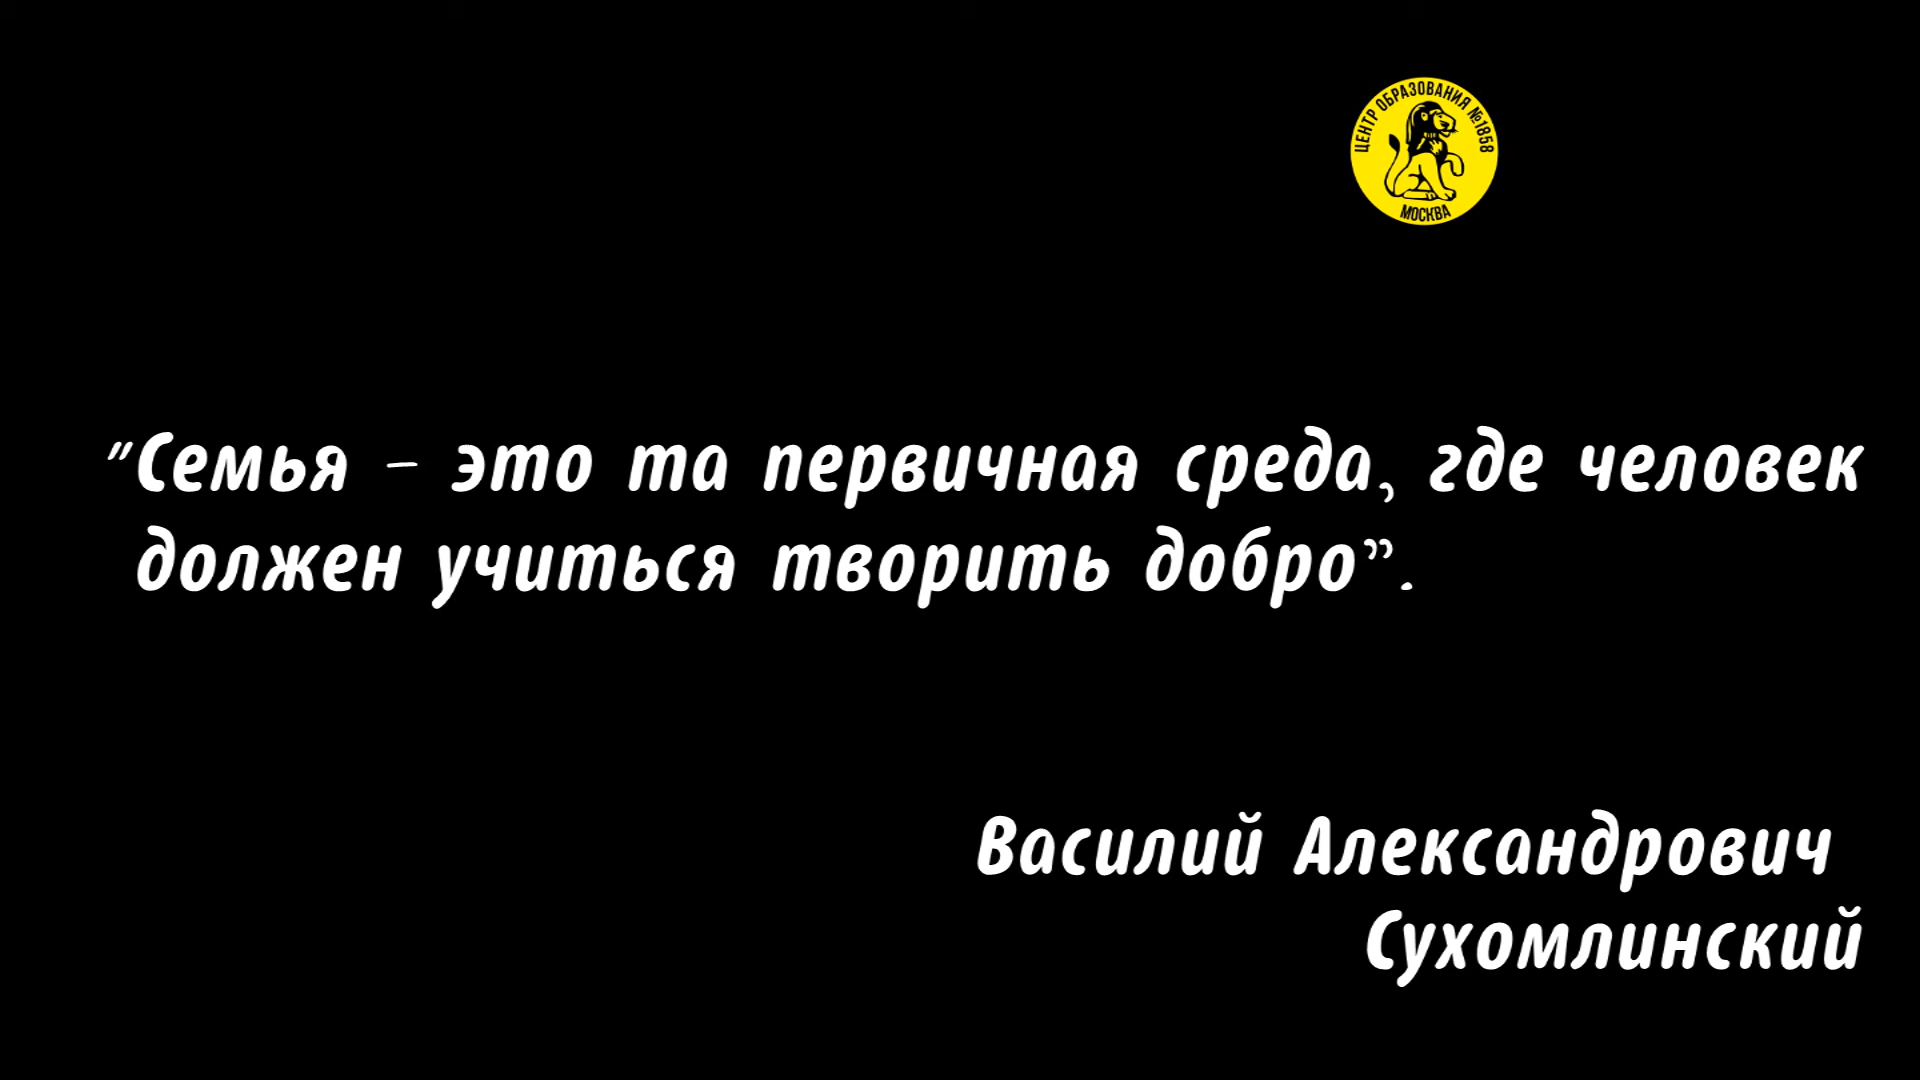 ЦЕНТР ОБРАЗОВАНИЯ №1858
МОСКВА
"Семья - это та первичная среда, где человек
должен учиться творить добро”.
Василий Александрович
Сухомлинский